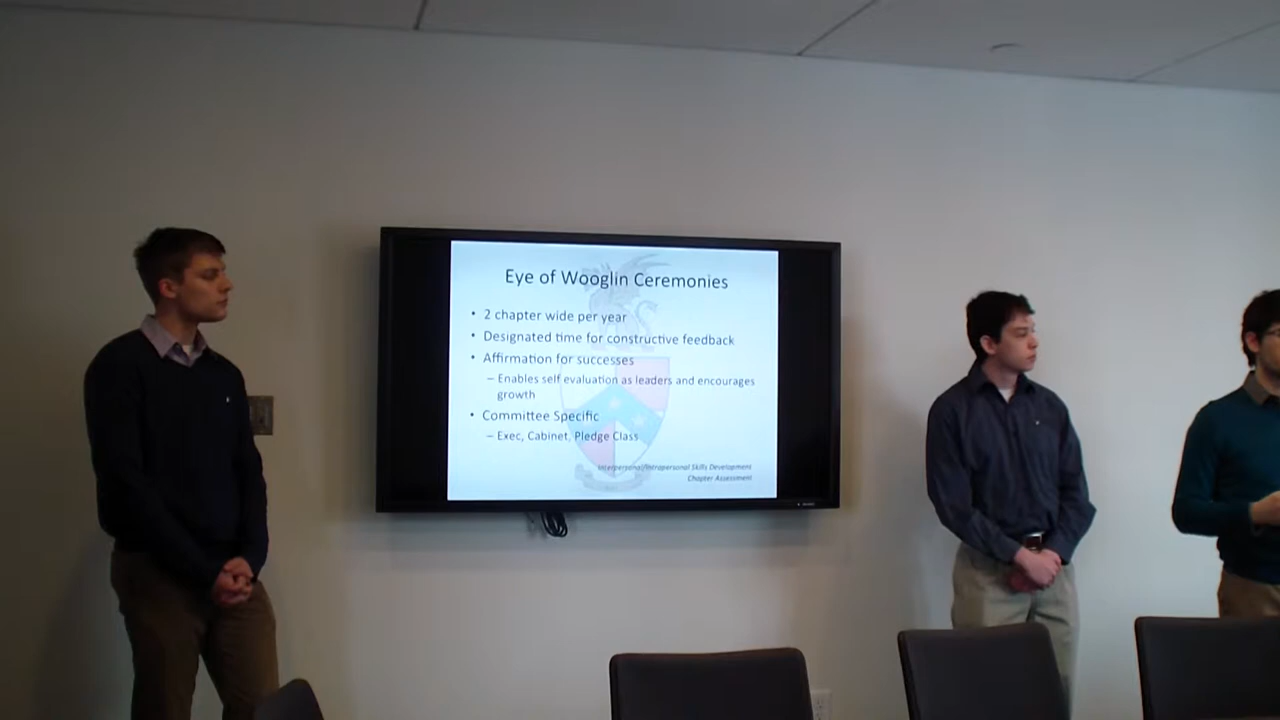 Eye of Wooglin Ceremonies
• 2 chapter wide per year
• Designated time for constructive feedback
• Affirmation for successes
– Enables self evaluation as leaders and encourages
growth
• Committee Specific
– Exec, Cabinet, Pledge Class
Interpersonal/Intrapersonal Skills Development
Chapter Assessment